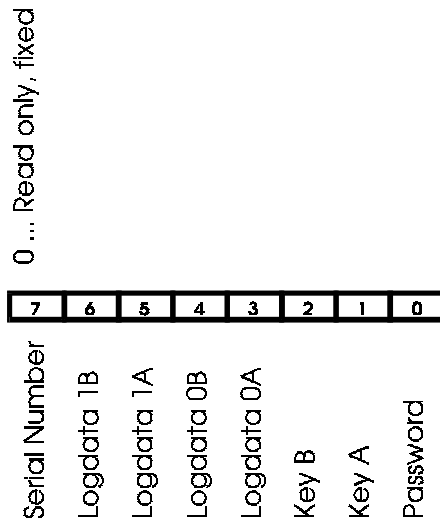 0 ... Read only, fixed
7 6 5 4 3 2 1 0
Serial Number
Logdata 1B
Logdata 1A
Logdata 0B
Logdata 0A
Key B
Key A
Password